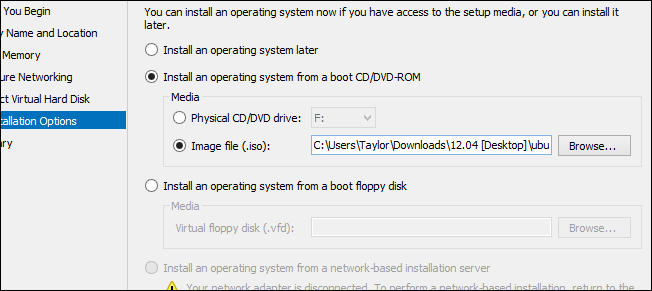 You can install an operating system now if you have access to the setup media, or you can install it
later.
You Begin
Name and Location
Memory
Networking
Virtual Hard Disk
Options
Install an operating system later
Install an operating system from a boot CD/DVD-ROM
Media
Physical CD/DVD drive:
F:
Image file (.iso):
C:\Users\Taylor\Downloads\12.04 [Desktop]\ubu
Browse...
Install an operating system from a boot floppy disk
Media
Virtual floppy disk (.vfd):
Browse...
Install an operating system from a network-based installation server
Your network adapter is disconnected. To perform a network-based installation, return to the